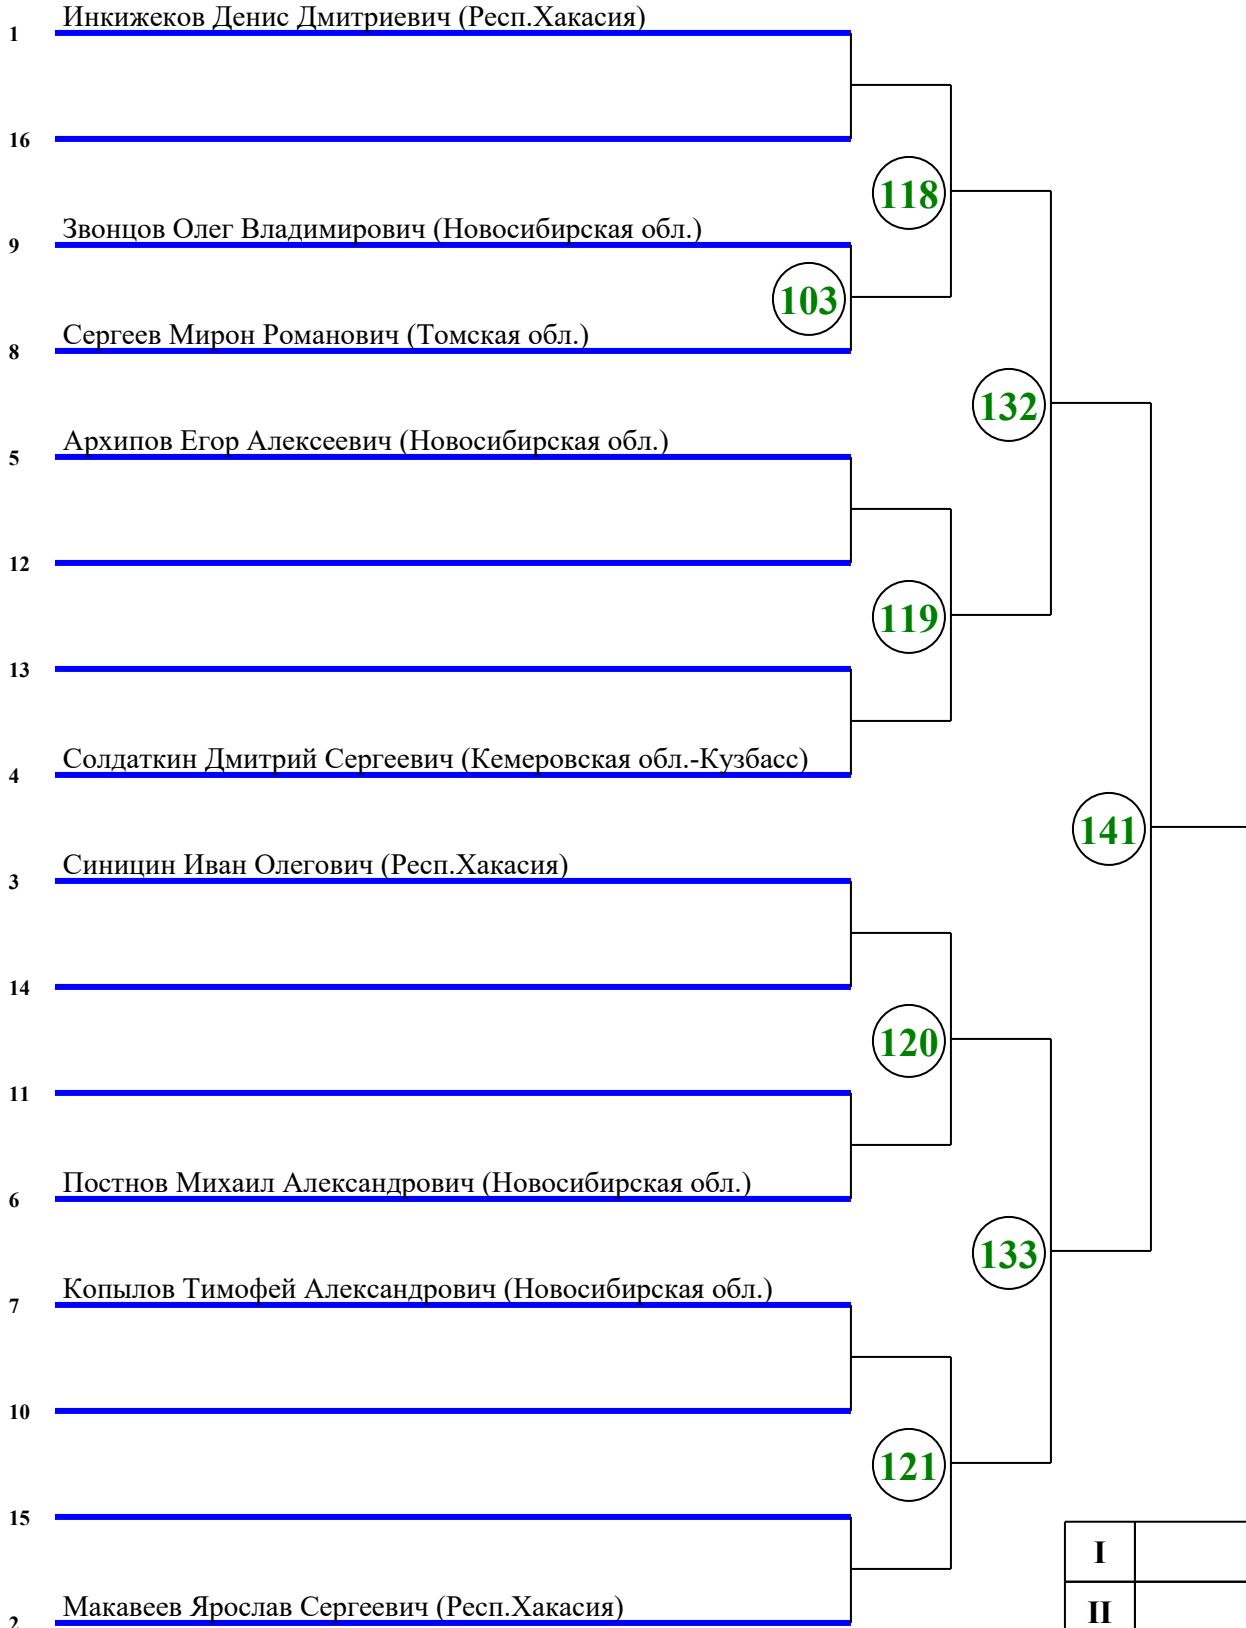 Инкижеков Денис Дмитриевич (Респ.Хакасия)
1
16
118
Звонцов Олег Владимирович (Новосибирская обл.)
9
103
Сергеев Мирон Романович (Томская обл.)
8
132
Архипов Егор Алексеевич (Новосибирская обл.)
5
12
119
13
Солдаткин Дмитрий Сергеевич (Кемеровская обл.-Кузбасс)
4
141
Синицин Иван Олегович (Респ.Хакасия)
3
14
120
11
Постнов Михаил Александрович (Новосибирская обл.)
6
133
Копылов Тимофей Александрович (Новосибирская обл.)
7
10
121
15
I
Макавеев Ярослав Сергеевич (Респ.Хакасия)
2
II